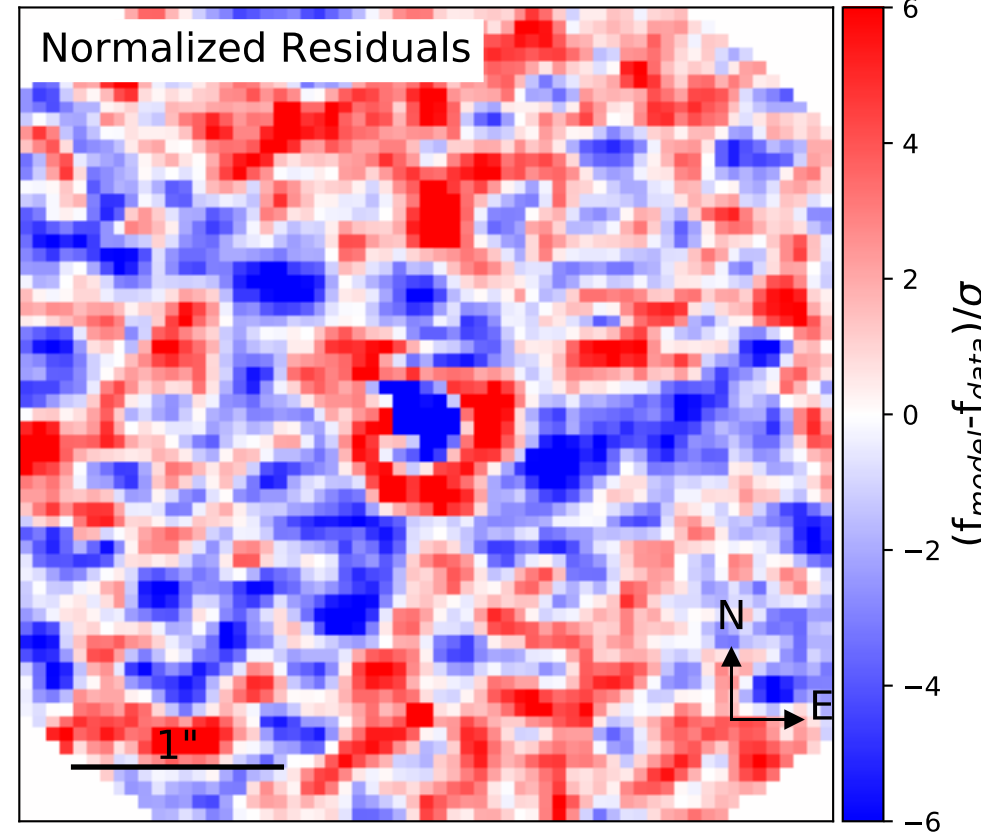 Normalized Residuals
6
4
2
0
−2
−4
−6
(f_model-f_data)/σ
N
E
1"